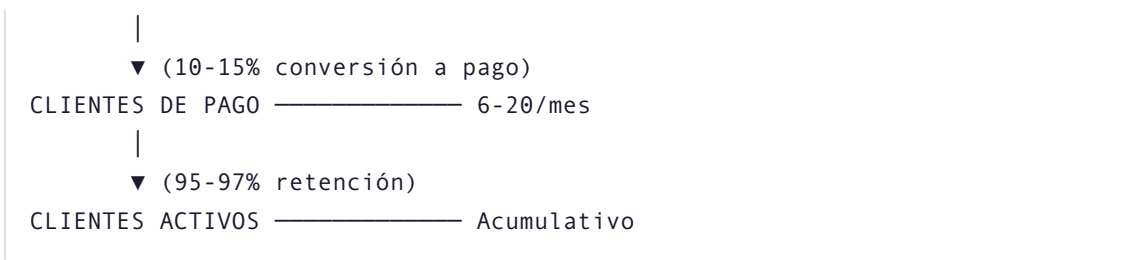 │
▼ (10-15% conversión a pago)
CLIENTES DE PAGO ───────────── 6-20/mes
│
▼ (95-97% retención)
CLIENTES ACTIVOS ───────────── Acumulativo